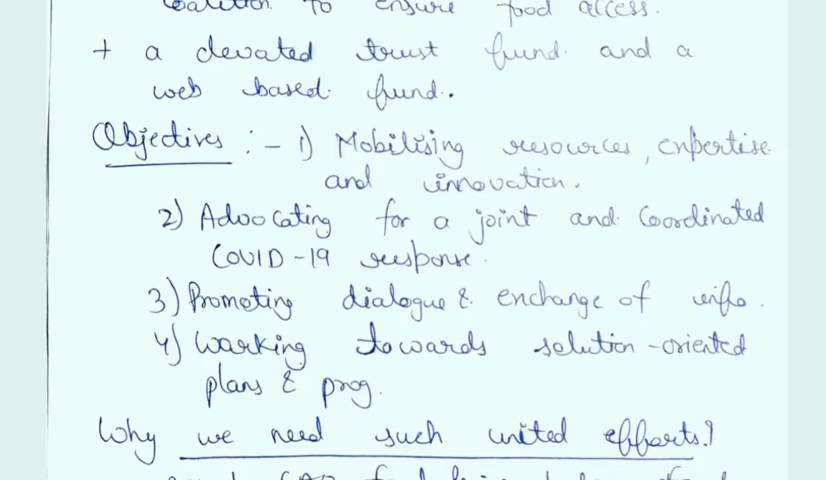 coalition to ensure food access.
+ a devoated trust fund and a
web based fund.
Objectives :- 1) Mobilising resources, expertise
and innovation.
2) Advocating for a joint and coordinated
COVID-19 response.
3) Promoting dialogue & exchange of info.
4) Working towards solution-oriented
plans & prog.
Why we need such united efforts?